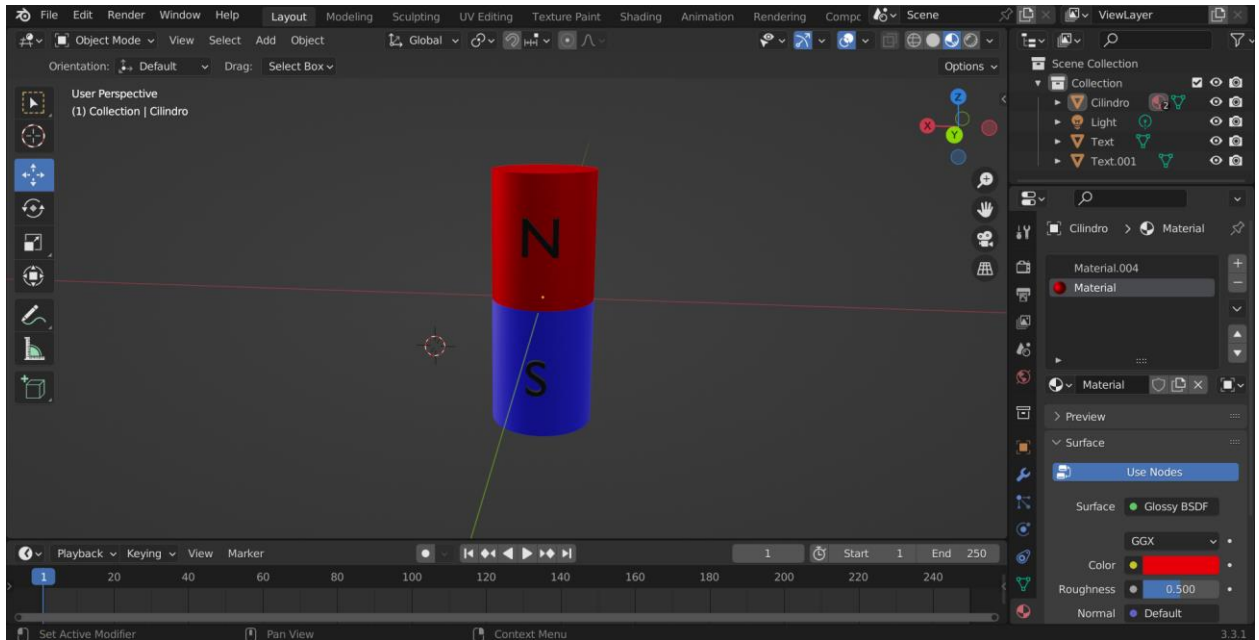 File Edit Render Window Help Layout Modeling Sculpting UV Editing Texture Paint Shading Animation Rendering Compc Scene ViewLayer
Object Mode View Select Add Object Global
Orientation: Default Drag: Select Box Options
User Perspective
(1) Collection | Cilindro
Z
X
Y
N
S
Scene Collection
Collection
Cilindro 2
Light
Text
Text.001
Cilindro > Material
Material.004
Material
Material
Preview
Surface
Use Nodes
Surface Glossy BSDF
GGX
Color
Roughness 0.500
Normal Default
Playback Keying View Marker 1 Start 1 End 250
1 20 40 60 80 100 120 140 160 180 200 220 240
Set Active Modifier Pan View Context Menu 3.3.1